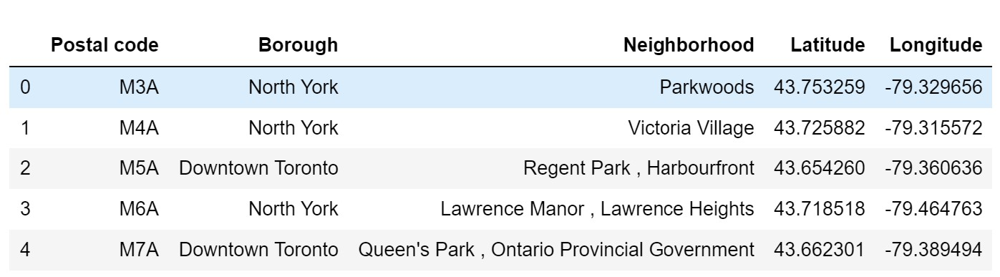 Postal code Borough Neighborhood Latitude Longitude
0 M3A North York Parkwoods 43.753259 -79.329656
1 M4A North York Victoria Village 43.725882 -79.315572
2 M5A Downtown Toronto Regent Park , Harbourfront 43.654260 -79.360636
3 M6A North York Lawrence Manor , Lawrence Heights 43.718518 -79.464763
4 M7A Downtown Toronto Queen's Park , Ontario Provincial Government 43.662301 -79.389494